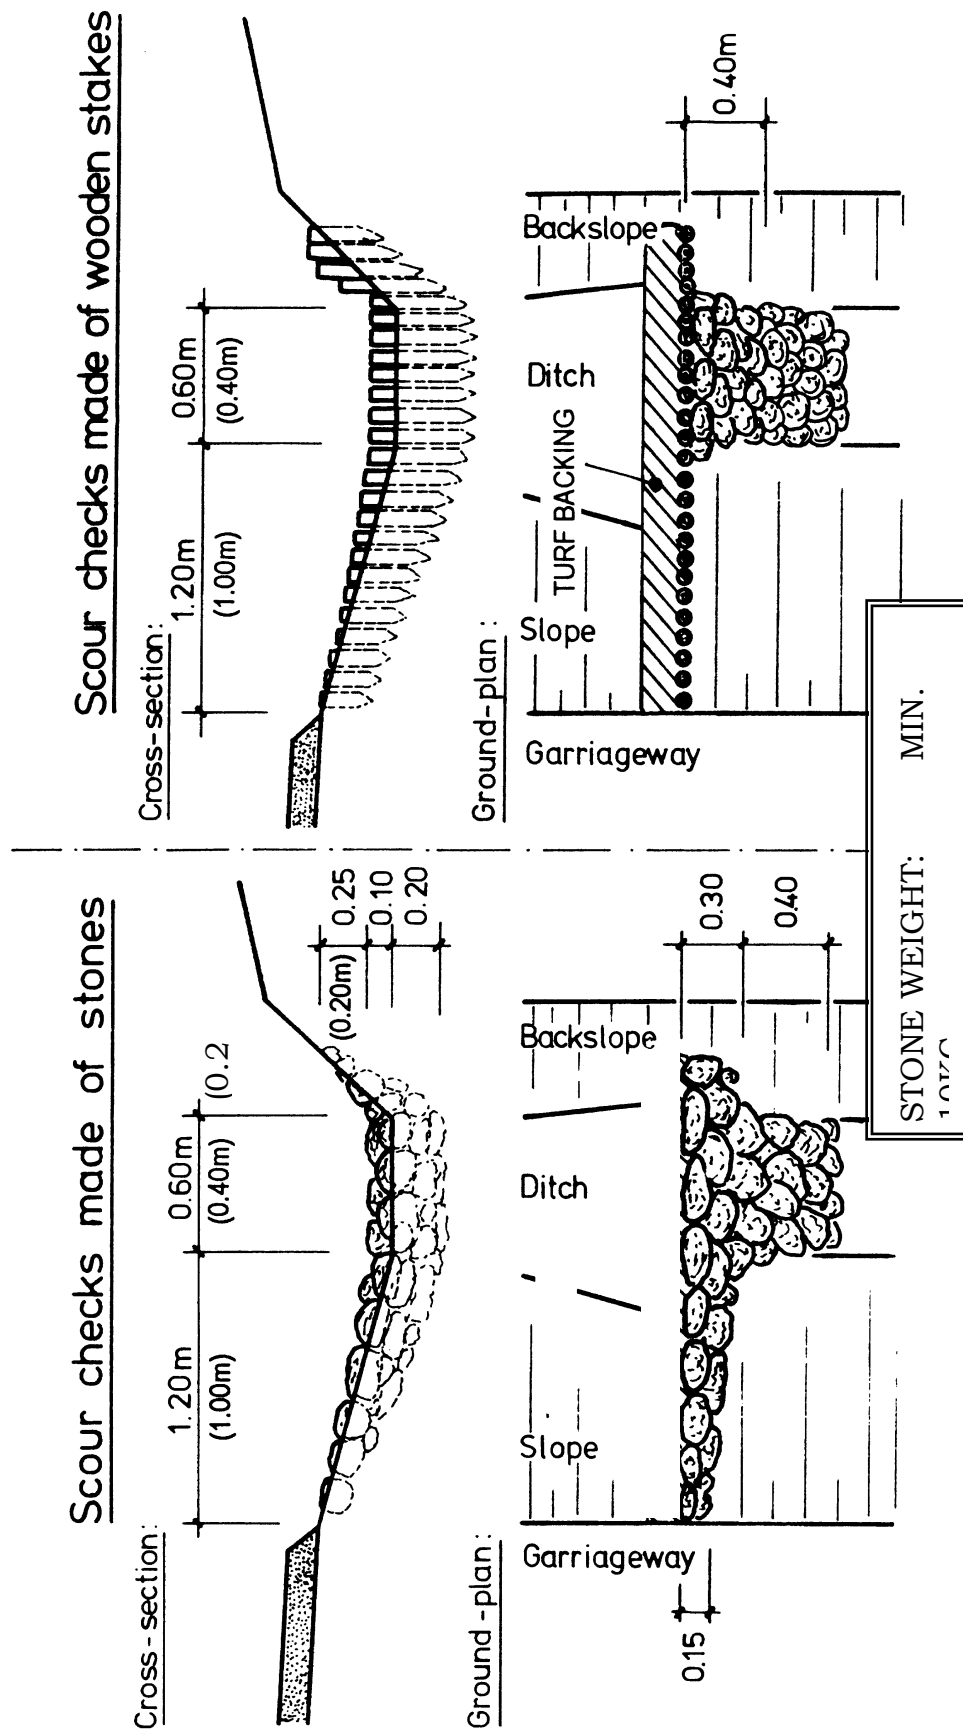 Scour checks made of stones
Cross-section:
1.20m
(1.00m)
0.60m
(0.40m)
(0.2
0.25
(0.20m)
0.10
0.20
Ground-plan:
Garriageway
Slope
Ditch
Backslope
0.15
0.30
0.40
Scour checks made of wooden stakes
Cross-section:
1.20m
(1.00m)
0.60m
(0.40m)
Ground-plan:
Garriageway
Slope
TURF BACKING
Ditch
Backslope
0.40m
STONE WEIGHT: MIN.
10KG